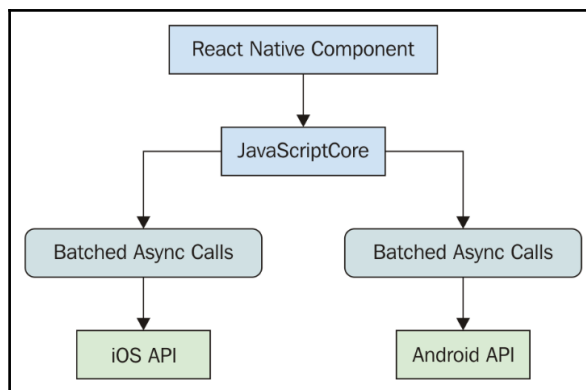 React Native Component
JavaScriptCore
Batched Async Calls
Batched Async Calls
iOS API
Android API